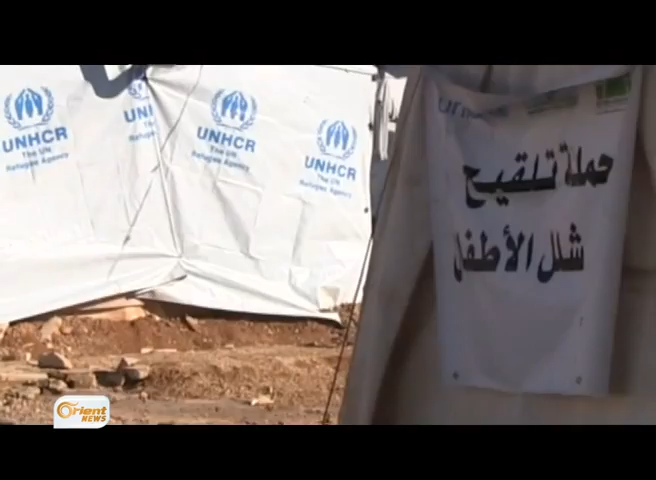 UNHCR
The UN
Refugee Agency
UNHCR
The UN
Refugee Agency
UNHCR
The UN
Refugee Agency
حملة تلقيح
شلل الأطفال
Orient
NEWS